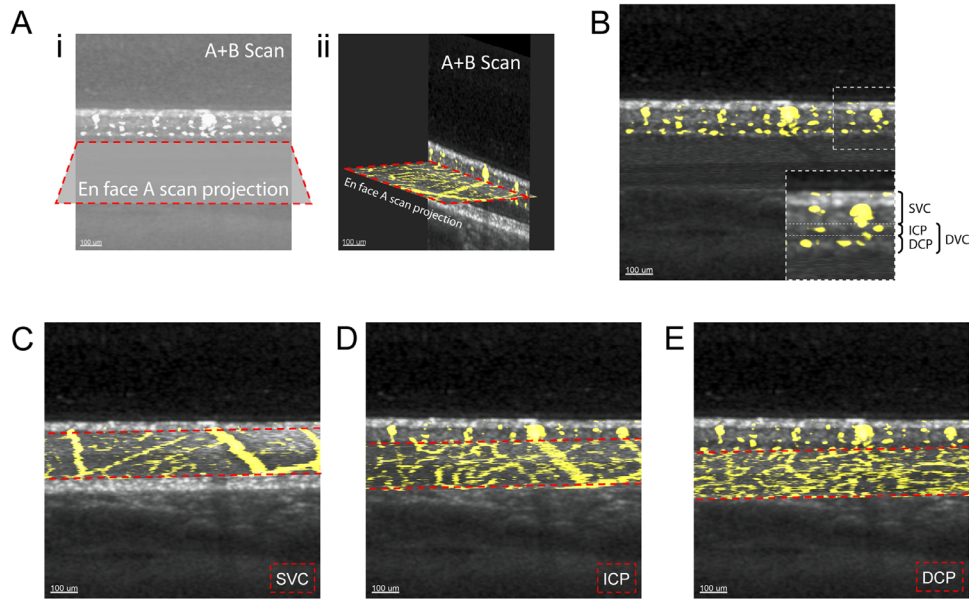 A
i
A+B Scan
En face A scan projection
100 um
ii
A+B Scan
En face A scan projection
100 um
B
SVC
ICP
DCP
DVC
100 um
C
SVC
100 um
D
ICP
100 um
E
DCP
100 um